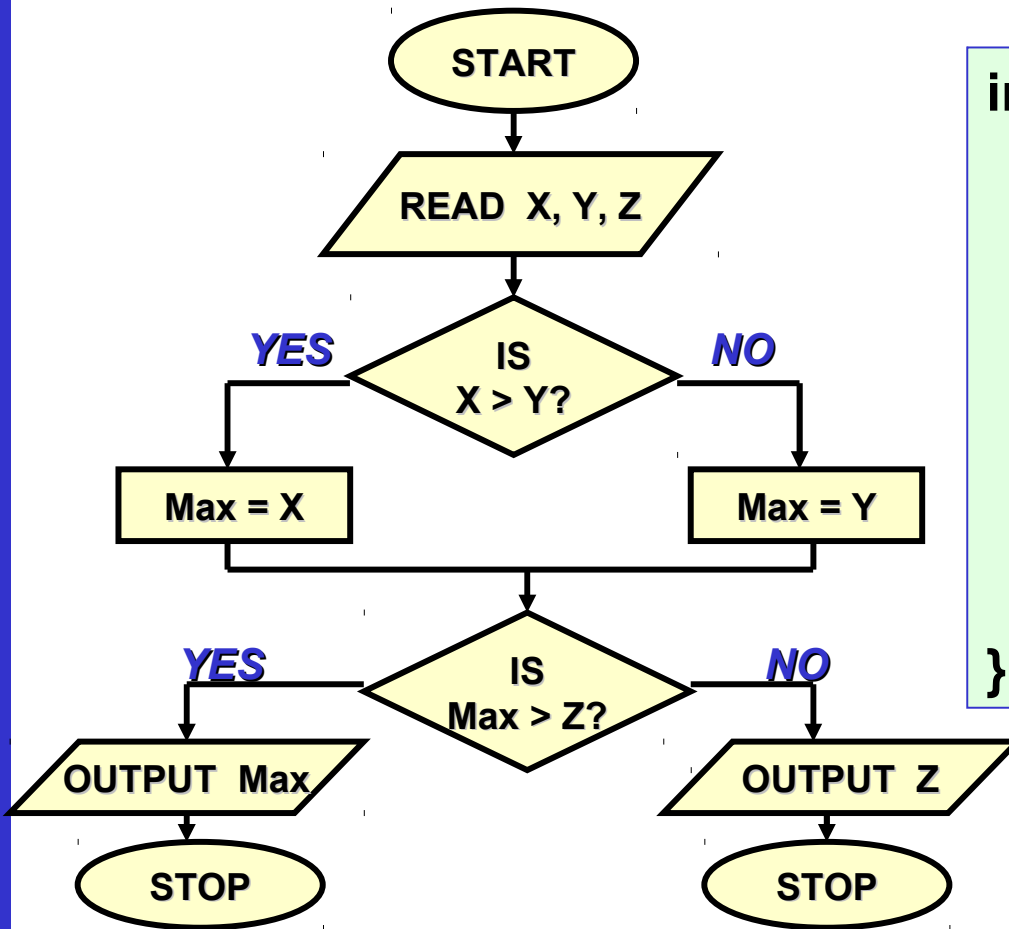 START
READ X, Y, Z
YES
IS
X > Y?
NO
Max = X
Max = Y
YES
IS
Max > Z?
NO
OUTPUT Max
OUTPUT Z
STOP
STOP
}